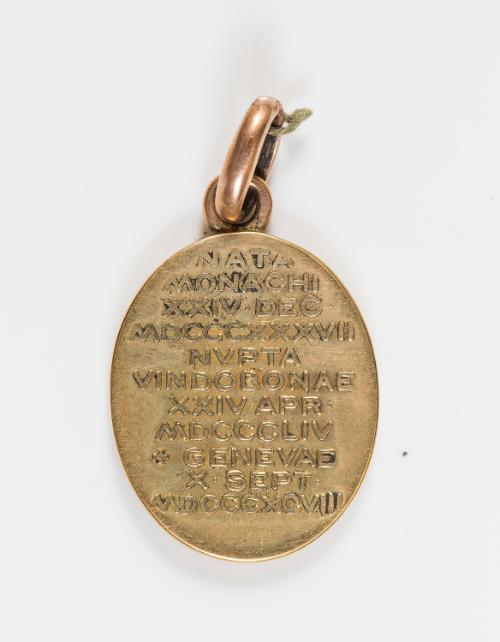 NATA
MONACHI
XXIV·DEC
MDCCCXXXVII
NVPTA
VINDOBONAE
XXIV APR·
MDCCCLIV
✠ GENEVAE
X·SEPT·
MDCCCXCVIII